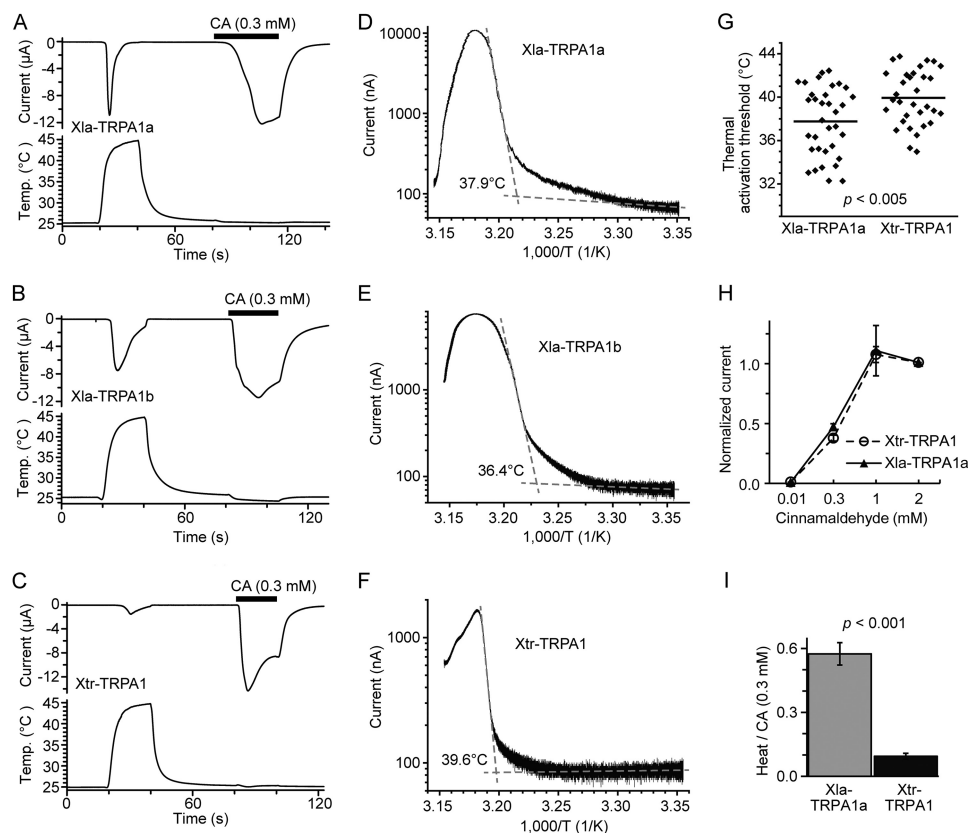 A
CA (0.3 mM)
0
-4
-8
-12
Current (µA)
Xla-TRPA1a
45
40
35
30
25
Temp. (°C)
0 60 120
Time (s)
B
CA (0.3 mM)
0
-4
-8
-12
Current (µA)
Xla-TRPA1b
45
40
35
30
25
Temp. (°C)
0 60 120
Time (s)
C
CA (0.3 mM)
0
-4
-8
-12
Current (µA)
Xtr-TRPA1
45
40
35
30
25
Temp. (°C)
0 60 120
Time (s)
D
10000
1000
100
Current (nA)
Xla-TRPA1a
37.9°C
3.15 3.20 3.25 3.30 3.35
1,000/T (1/K)
E
1000
100
Current (nA)
Xla-TRPA1b
36.4°C
3.15 3.20 3.25 3.30 3.35
1,000/T (1/K)
F
1000
100
Current (nA)
Xtr-TRPA1
39.6°C
3.15 3.20 3.25 3.30 3.35
1,000/T (1/K)
G
44
40
36
32
Thermal
activation threshold (°C)
p < 0.005
Xla-TRPA1a Xtr-TRPA1
H
1.0
0.5
0.0
Normalized current
Xtr-TRPA1
Xla-TRPA1a
0.01 0.3 1 2
Cinnamaldehyde (mM)
I
p < 0.001
0.6
0.3
0.0
Heat / CA (0.3 mM)
Xla-
TRPA1a
Xtr-
TRPA1